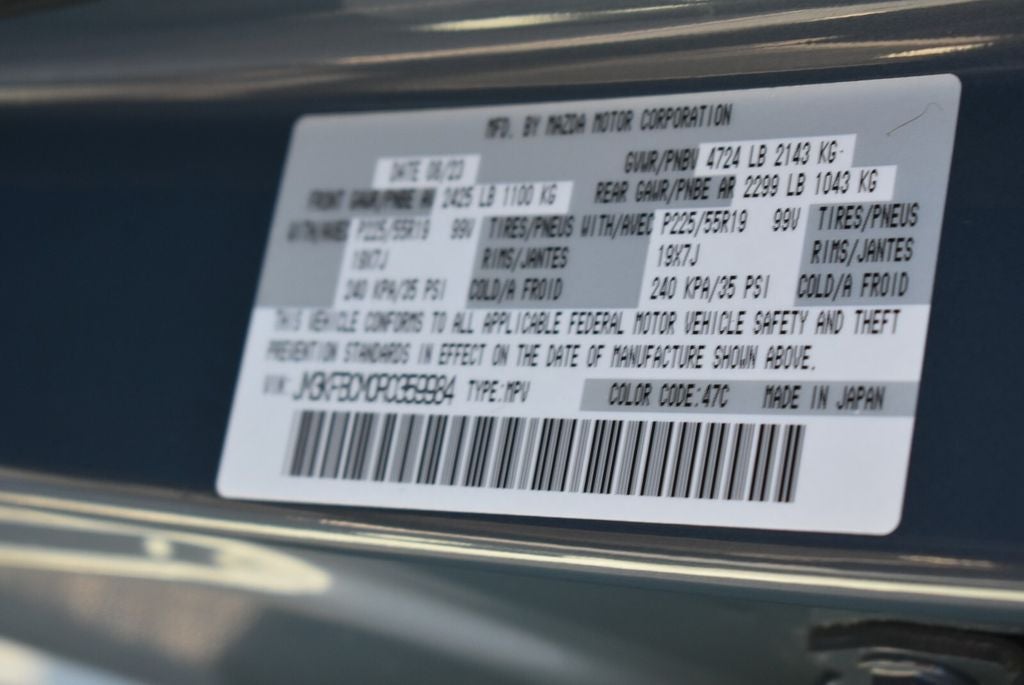 MFD. BY MAZDA MOTOR CORPORATION
DATE 08/23 GVWR/PNBV 4724 LB 2143 KG
FRONT GAWR/PNBE AV 2425 LB 1100 KG REAR GAWR/PNBE AR 2299 LB 1043 KG
WITH/AVEC P225/55R19 99V TIRES/PNEUS WITH/AVEC P225/55R19 99V TIRES/PNEUS
19X7J RIMS/JANTES 19X7J RIMS/JANTES
240 KPA/35 PSI COLD/A FROID 240 KPA/35 PSI COLD/A FROID
THIS VEHICLE CONFORMS TO ALL APPLICABLE FEDERAL MOTOR VEHICLE SAFETY AND THEFT
PREVENTION STANDARDS IN EFFECT ON THE DATE OF MANUFACTURE SHOWN ABOVE.
VIN: TYPE:MPV COLOR CODE:47C MADE IN JAPAN